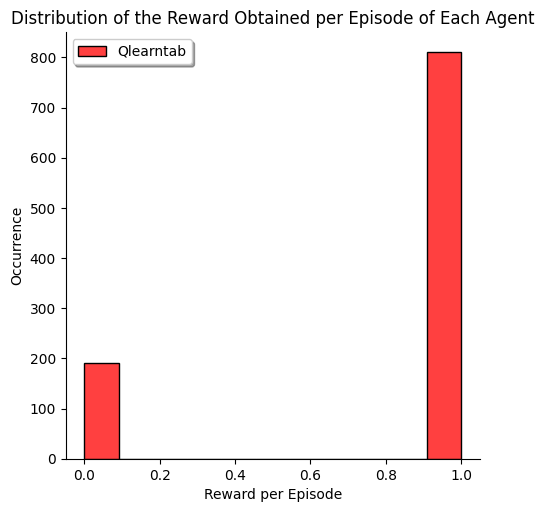 Distribution of the Reward Obtained per Episode of Each Agent
Qlearntab
800
700
600
500
400
300
200
100
0
Occurrence
0.0 0.2 0.4 0.6 0.8 1.0
Reward per Episode